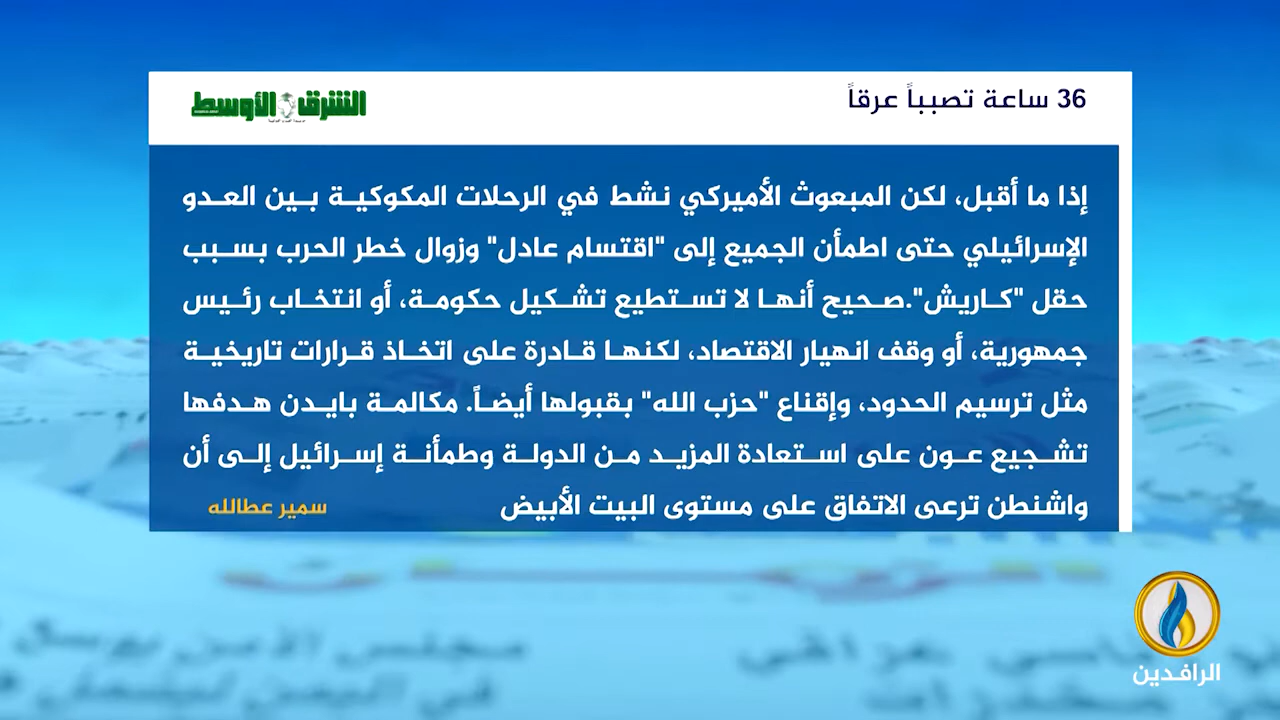 36 ساعة تصبباً عرقاً
الشرق الأوسط
إذا ما أقبل، لكن المبعوث الأميركي نشط في الرحلات المكوكية بين العدو
الإسرائيلي حتى اطمأن الجميع إلى "اقتسام عادل" وزوال خطر الحرب بسبب
حقل "كاريش".صحيح أنها لا تستطيع تشكيل حكومة، أو انتخاب رئيس
جمهورية، أو وقف انهيار الاقتصاد، لكنها قادرة على اتخاذ قرارات تاريخية
مثل ترسيم الحدود، وإقناع "حزب الله" بقبولها أيضاً. مكالمة بايدن هدفها
تشجيع عون على استعادة المزيد من الدولة وطمأنة إسرائيل إلى أن
واشنطن ترعى الاتفاق على مستوى البيت الأبيض
سمير عطالله
مجلس الأمن
في اليمن
الرافدين